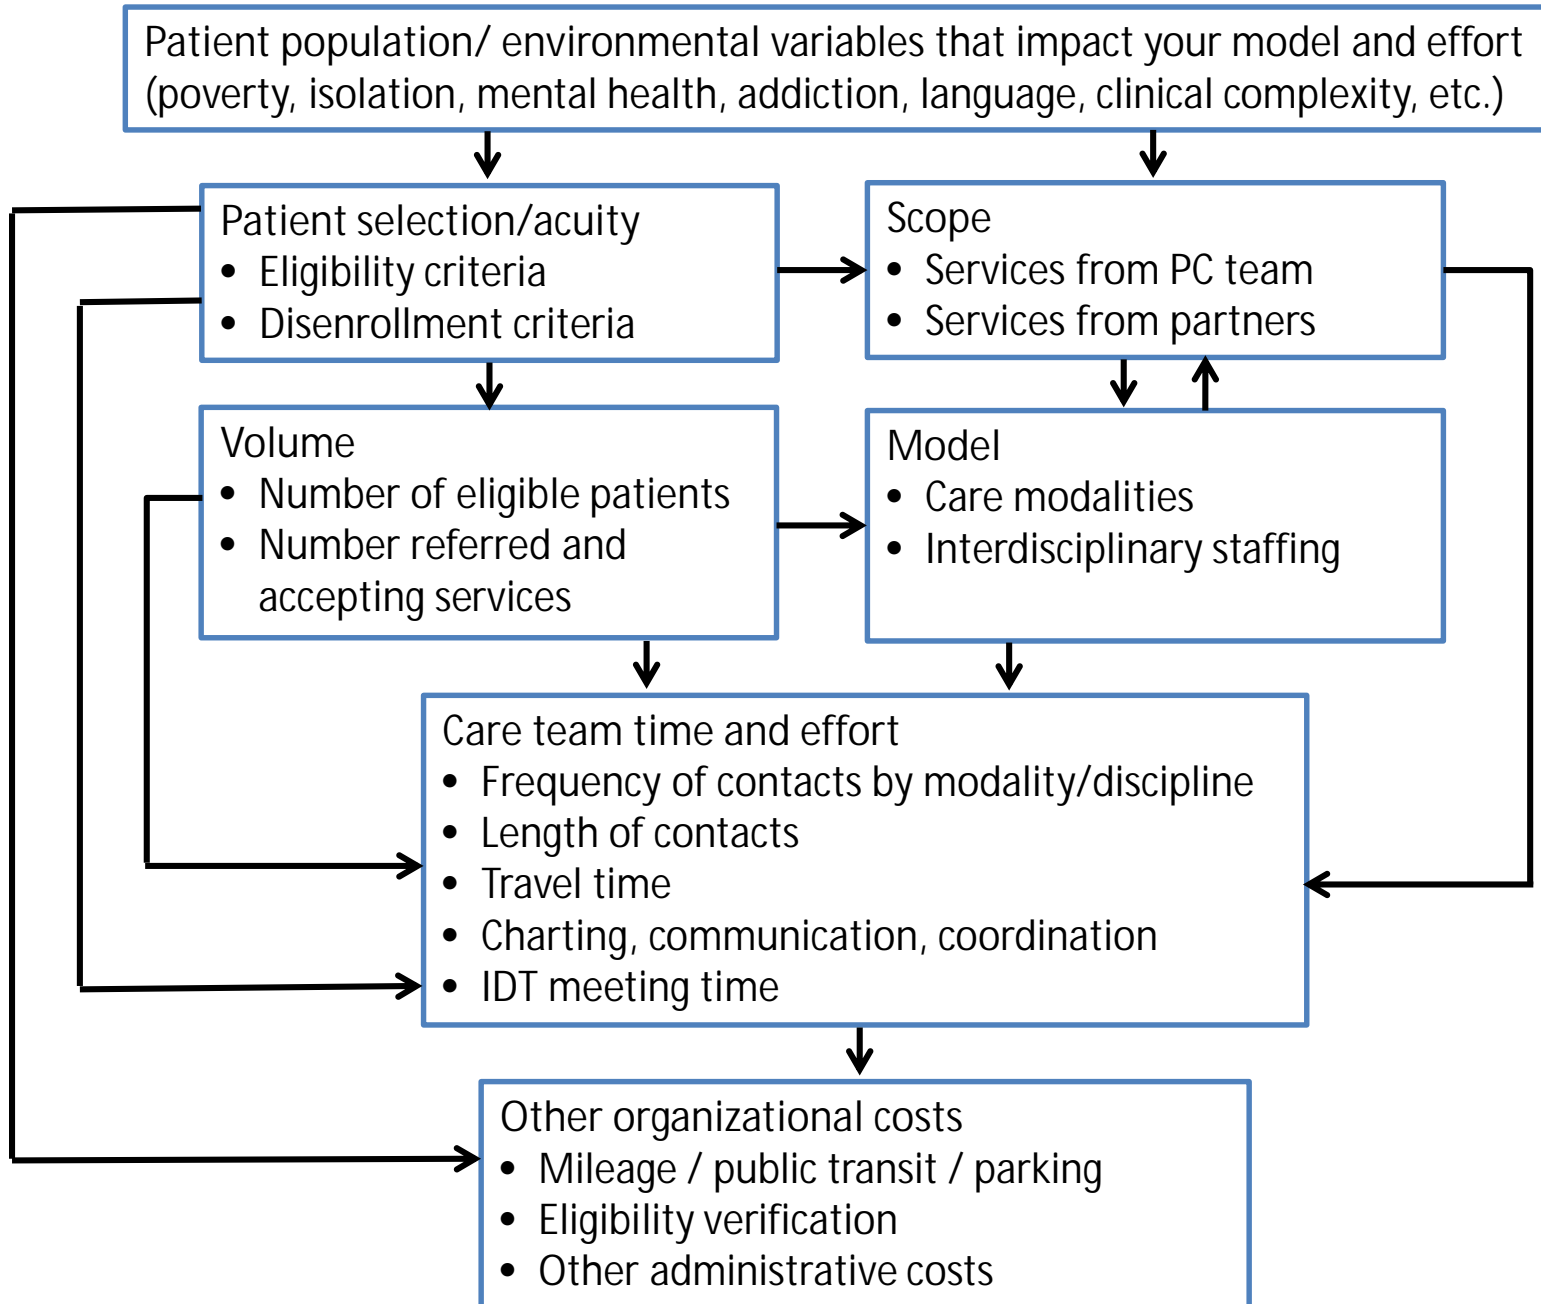 Patient population/ environmental variables that impact your model and effort
(poverty, isolation, mental health, addiction, language, clinical complexity, etc.)
Patient selection/acuity
• Eligibility criteria
• Disenrollment criteria
Scope
• Services from PC team
• Services from partners
Volume
• Number of eligible patients
• Number referred and
accepting services
Model
• Care modalities
• Interdisciplinary staffing
Care team time and effort
• Frequency of contacts by modality/discipline
• Length of contacts
• Travel time
• Charting, communication, coordination
• IDT meeting time
Other organizational costs
• Mileage / public transit / parking
• Eligibility verification
• Other administrative costs